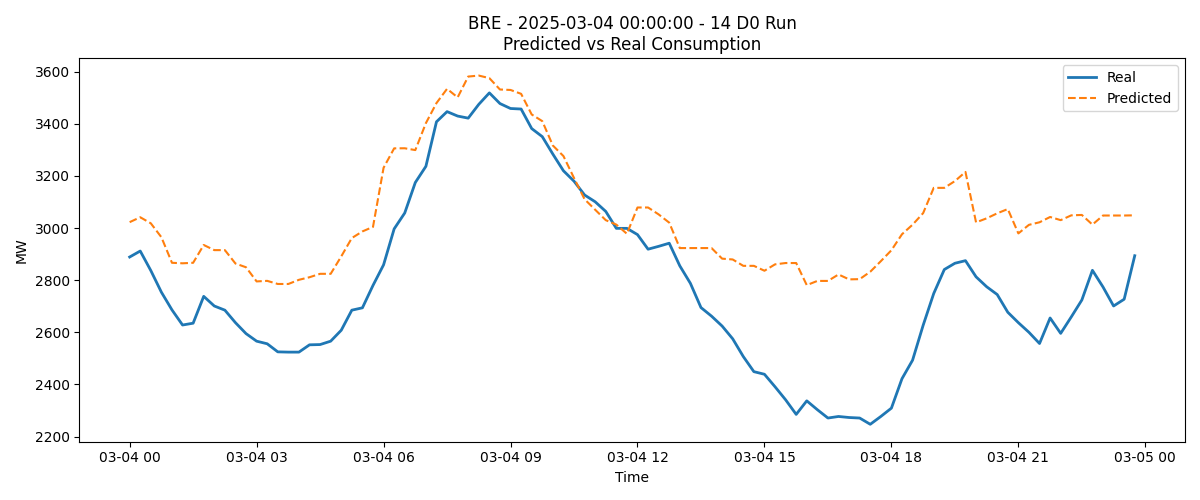 BRE - 2025-03-04 00:00:00 - 14 D0 Run
Predicted vs Real Consumption
Real
Predicted
MW
3600
3400
3200
3000
2800
2600
2400
2200
03-04 00 03-04 03 03-04 06 03-04 09 03-04 12 03-04 15 03-04 18 03-04 21 03-05 00
Time